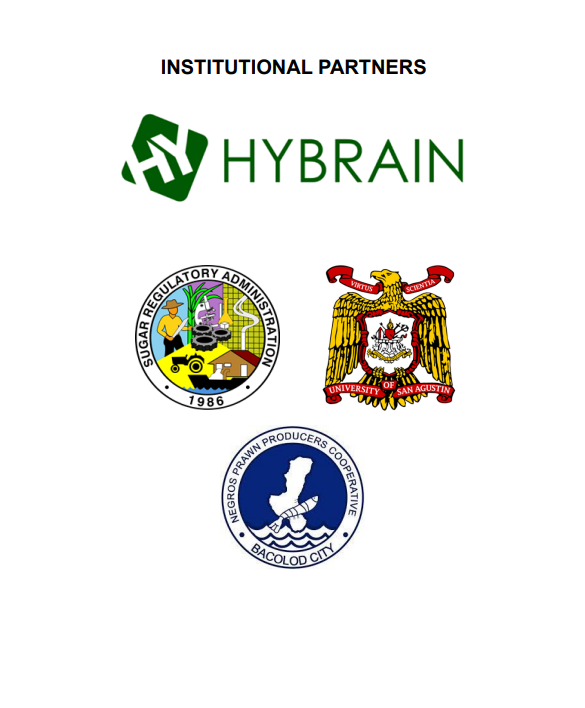 INSTITUTIONAL PARTNERS
HY HYBRAIN
SUGAR REGULATORY ADMINISTRATION
1986
VIRTUS SCIENTIA
UNIVERSITY OF SAN AGUSTIN
NEGROS PRAWN PRODUCERS COOPERATIVE
BACOLOD CITY